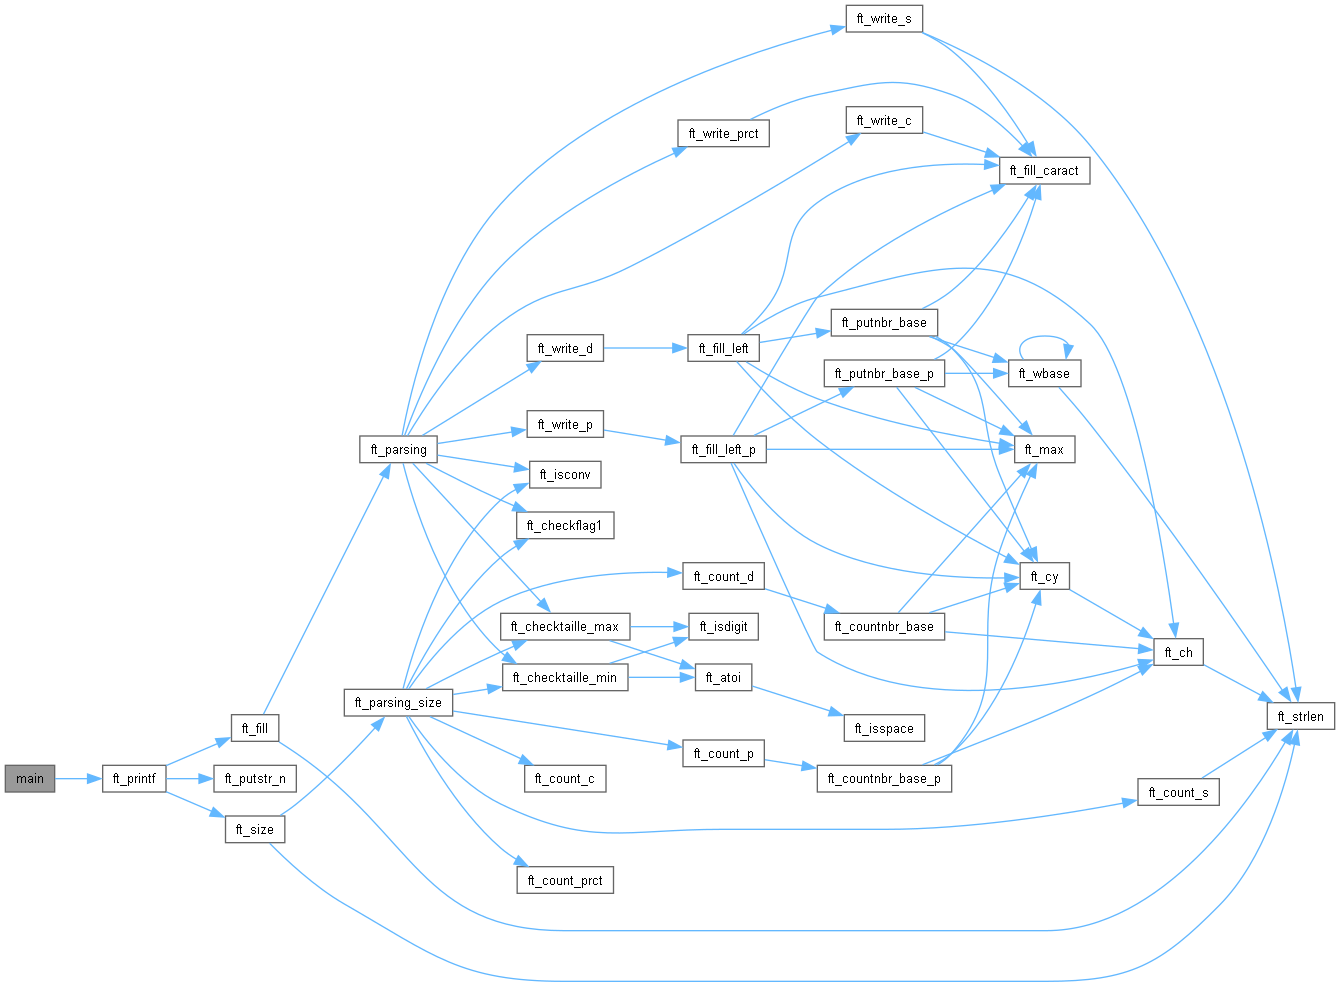 ft_write_s
ft_write_c
ft_write_prct
ft_fill_caract
ft_putnbr_base
ft_write_d
ft_fill_left
ft_putnbr_base_p
ft_wbase
ft_write_p
ft_parsing
ft_fill_left_p
ft_max
ft_isconv
ft_checkflag1
ft_count_d
ft_cy
ft_checktaille_max
ft_isdigit
ft_countnbr_base
ft_ch
ft_checktaille_min
ft_atoi
ft_parsing_size
ft_strlen
ft_fill
ft_isspace
ft_count_p
main
ft_printf
ft_putstr_n
ft_count_c
ft_countnbr_base_p
ft_count_s
ft_size
ft_count_prct